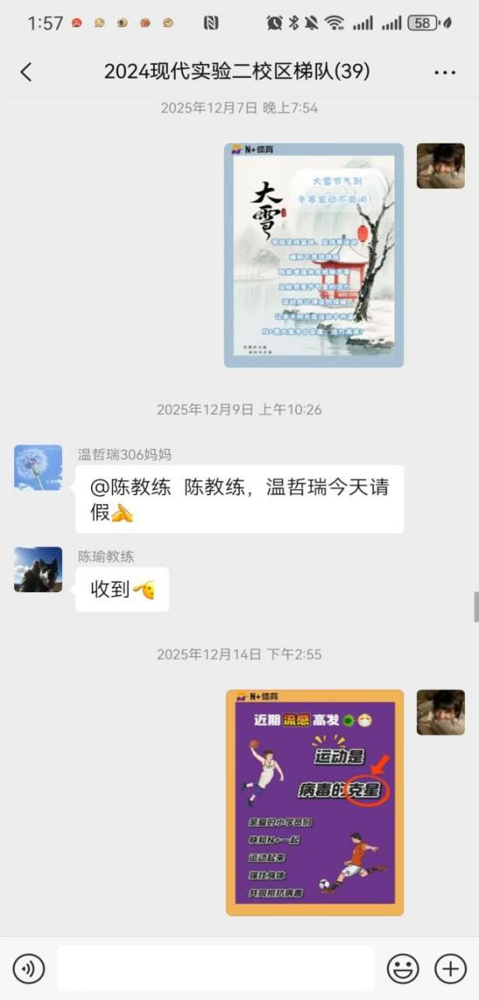 1:57
58
2024现代实验二校区梯队(39)
2025年12月7日 晚上7:54
N+体育
大雪
大雪节气到
冬寒宜动不宜闲!
2025年12月9日 上午10:26
温哲瑞306妈妈
@陈教练 陈教练，温哲瑞今天请
假
陈瑜教练
收到
2025年12月14日 下午2:55
N+体育
近期流感高发
运动是
病毒的克星
亲爱的小学员们
快和N+一起
运动起来
强壮身体
共同抵抗病毒